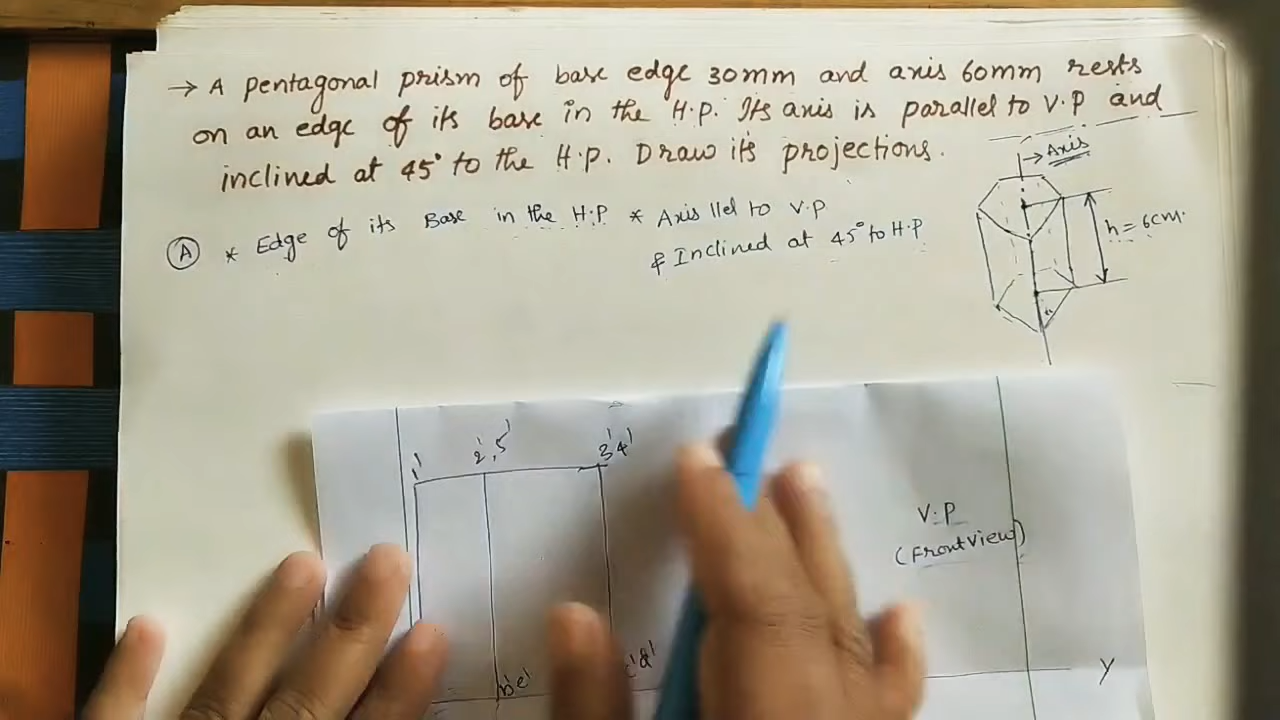 → A pentagonal prism of base edge 30mm and axis 60mm rests
on an edge of its base in the H.P. Its axis is parallel to V.P and
inclined at 45° to the H.P. Draw its projections.
→ Axis
h = 6cm.
A * Edge of its Base in the H.P * Axis llel to V.P
& Inclined at 45° to H.P
1' 2',5' 3'4'
V.P
(Front View)
b'e' c'd'
Y